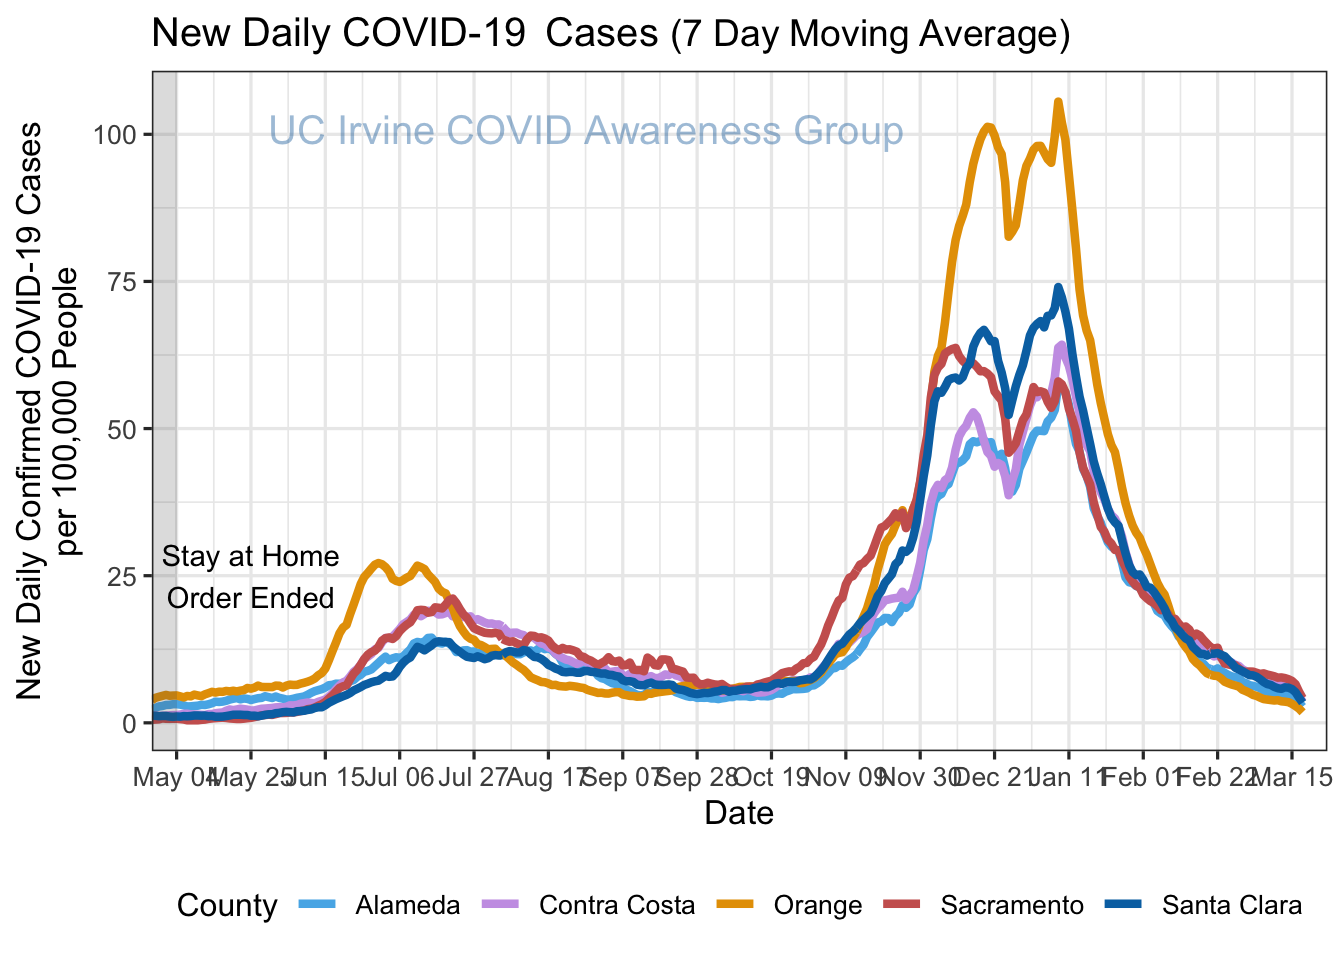 New Daily COVID-19  Cases (7 Day Moving Average)
UC Irvine COVID Awareness Group
New Daily Confirmed COVID-19 Cases
per 100,000 People
100
75
50
25
0
Stay at Home
Order Ended
May 04 May 25 Jun 15 Jul 06 Jul 27 Aug 17 Sep 07 Sep 28 Oct 19 Nov 09 Nov 30 Dec 21 Jan 11 Feb 01 Feb 22 Mar 15
Date
County Alameda Contra Costa Orange Sacramento Santa Clara